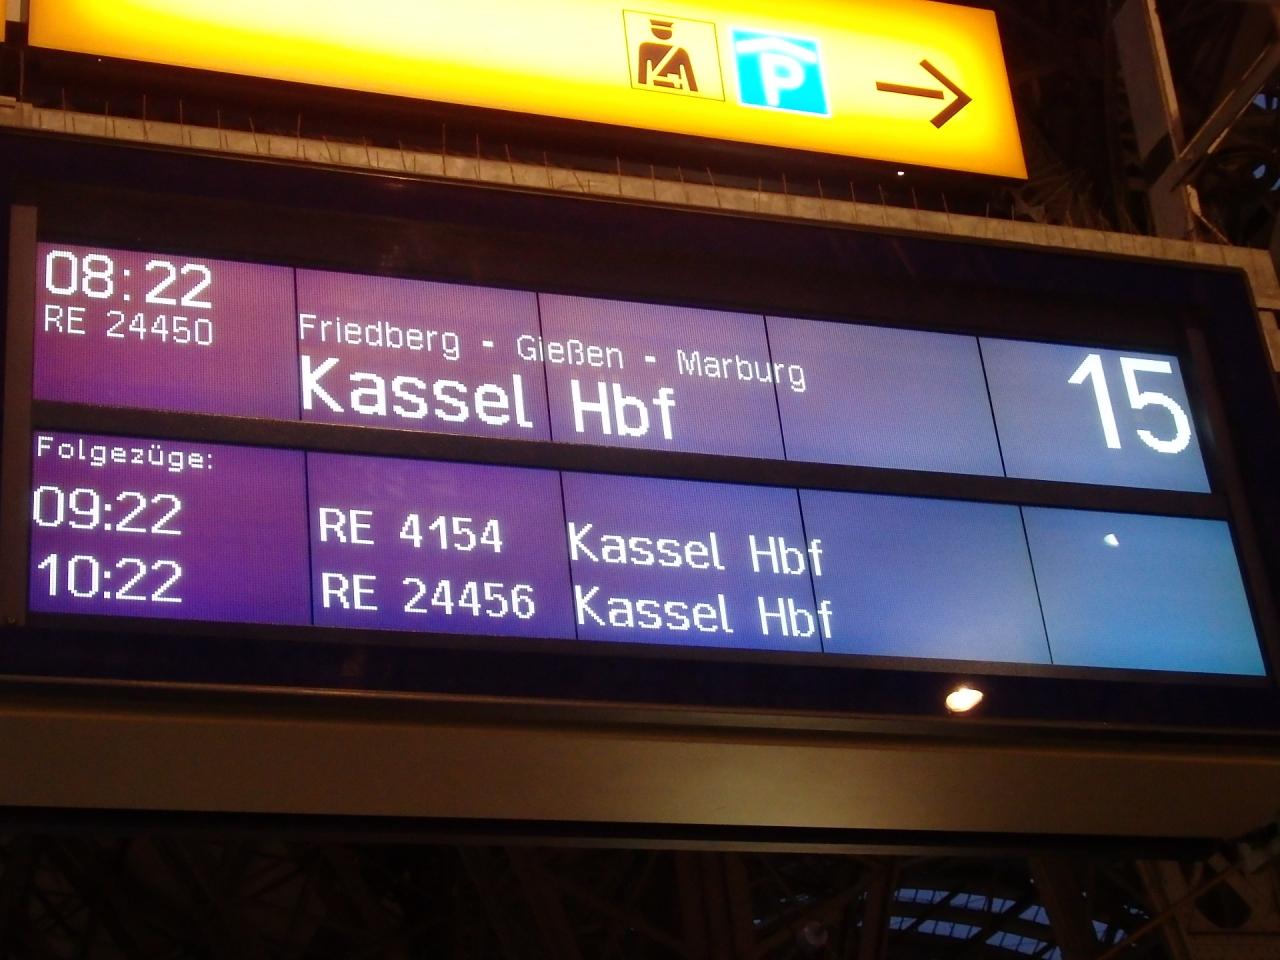 P
08:22
RE 24450
Friedberg - Gießen - Marburg
Kassel Hbf
15
Folgezüge:
09:22 RE 4154 Kassel Hbf
10:22 RE 24456 Kassel Hbf